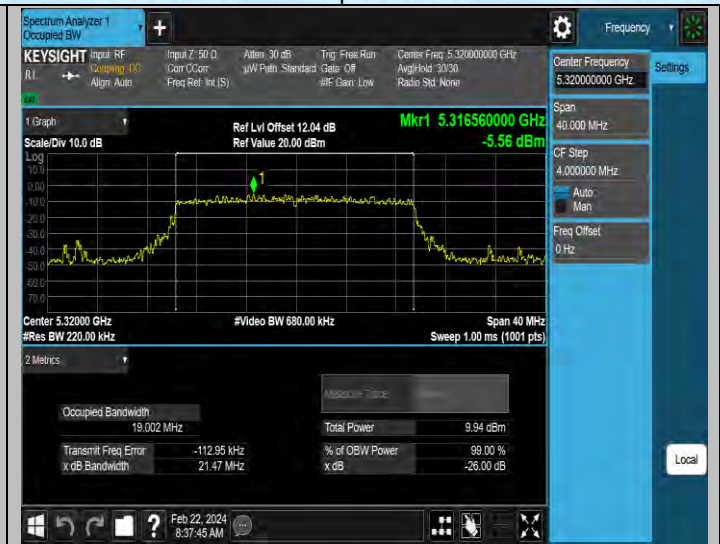 Spectrum Analyzer 1
Occupied BW
Frequency
KEYSIGHT Input: RF
Coupling: DC
Align: Auto
RL
Input Z: 50 Ω
Corr CCorr
Freq Ref: Int (S)
Atten: 30 dB
µW Path: Standard
Trig: Free Run
Gate: Off
#IF Gain: Low
Center Freq: 5.320000000 GHz
Avg|Hold: 30/30
Radio Std: None
Center Frequency
5.320000000 GHz
Settings
Span
40.000 MHz
CF Step
4.000000 MHz
Auto
Man
Freq Offset
0 Hz
1 Graph
Scale/Div 10.0 dB
Ref Lvl Offset 12.04 dB
Ref Value 20.00 dBm
Mkr1 5.316560000 GHz
-5.56 dBm
Log
10.0
0.00
-10.0
-20.0
-30.0
-40.0
-50.0
-60.0
-70.0
1
Center 5.32000 GHz
#Res BW 220.00 kHz
#Video BW 680.00 kHz
Span 40 MHz
Sweep 1.00 ms (1001 pts)
2 Metrics
Measure Trace
Occupied Bandwidth
19.002 MHz
Total Power 9.94 dBm
Transmit Freq Error -112.95 kHz
% of OBW Power 99.00 %
x dB Bandwidth 21.47 MHz
x dB -26.00 dB
Local
Feb 22, 2024
8:37:45 AM